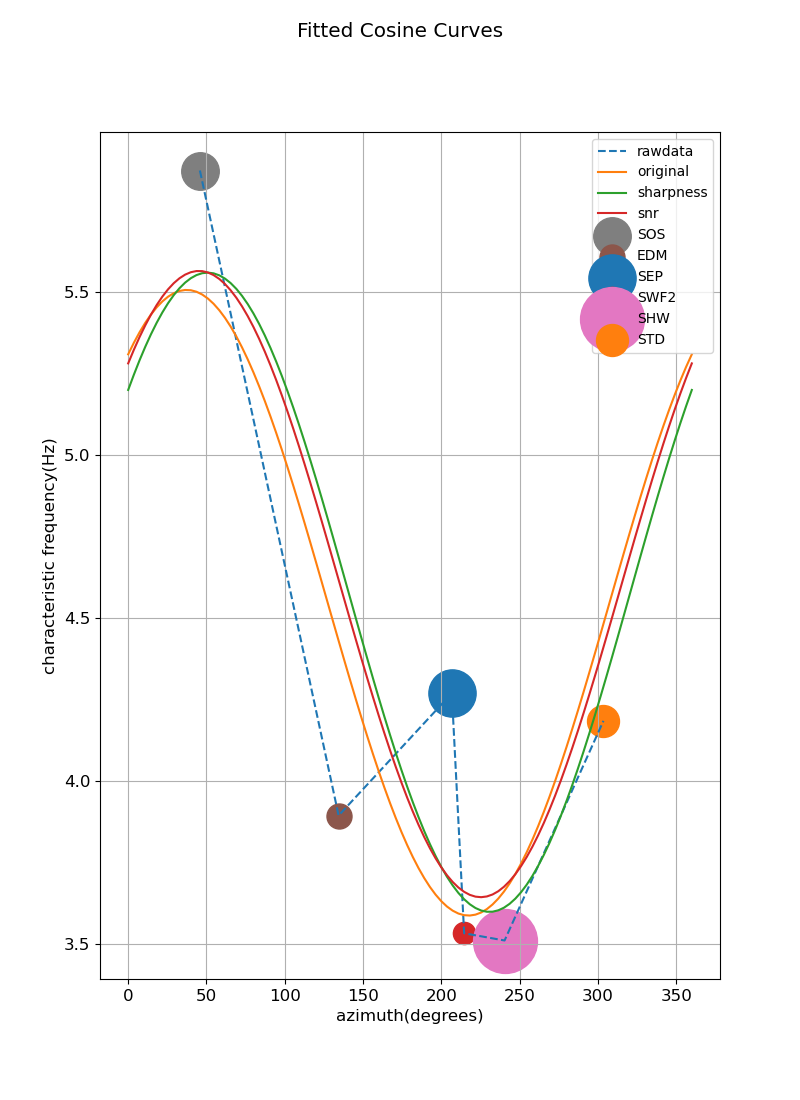 Fitted Cosine Curves
rawdata
original
sharpness
snr
SOS
EDM
SEP
SWF2
SHW
STD
characteristic frequency(Hz)
5.5
5.0
4.5
4.0
3.5
0 50 100 150 200 250 300 350
azimuth(degrees)